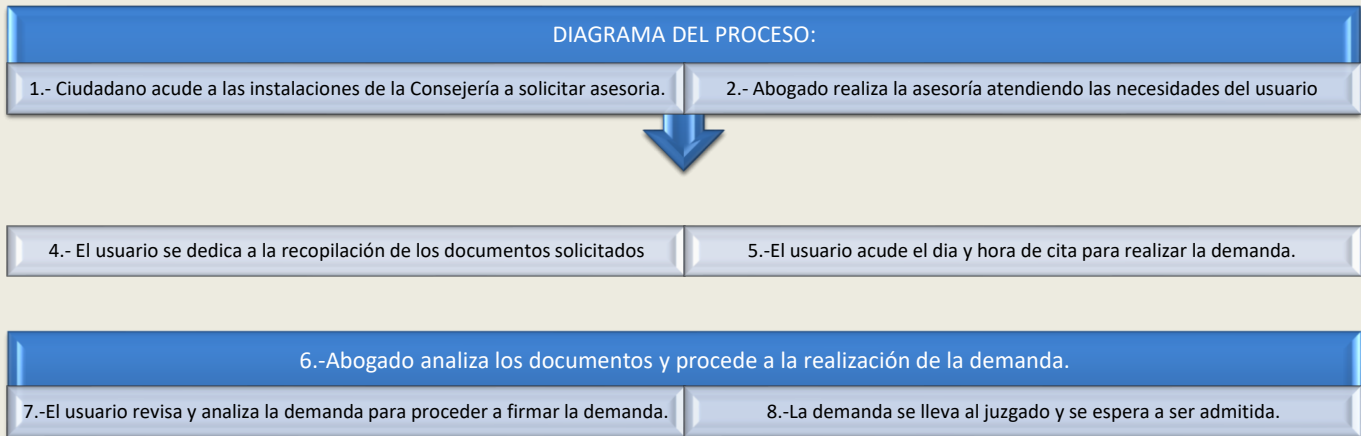 DIAGRAMA DEL PROCESO:
1.- Ciudadano acude a las instalaciones de la Consejería a solicitar asesoria.
2.- Abogado realiza la asesoría atendiendo las necesidades del usuario
4.- El usuario se dedica a la recopilación de los documentos solicitados
5.-El usuario acude el dia y hora de cita para realizar la demanda.
6.-Abogado analiza los documentos y procede a la realización de la demanda.
7.-El usuario revisa y analiza la demanda para proceder a firmar la demanda.
8.-La demanda se lleva al juzgado y se espera a ser admitida.